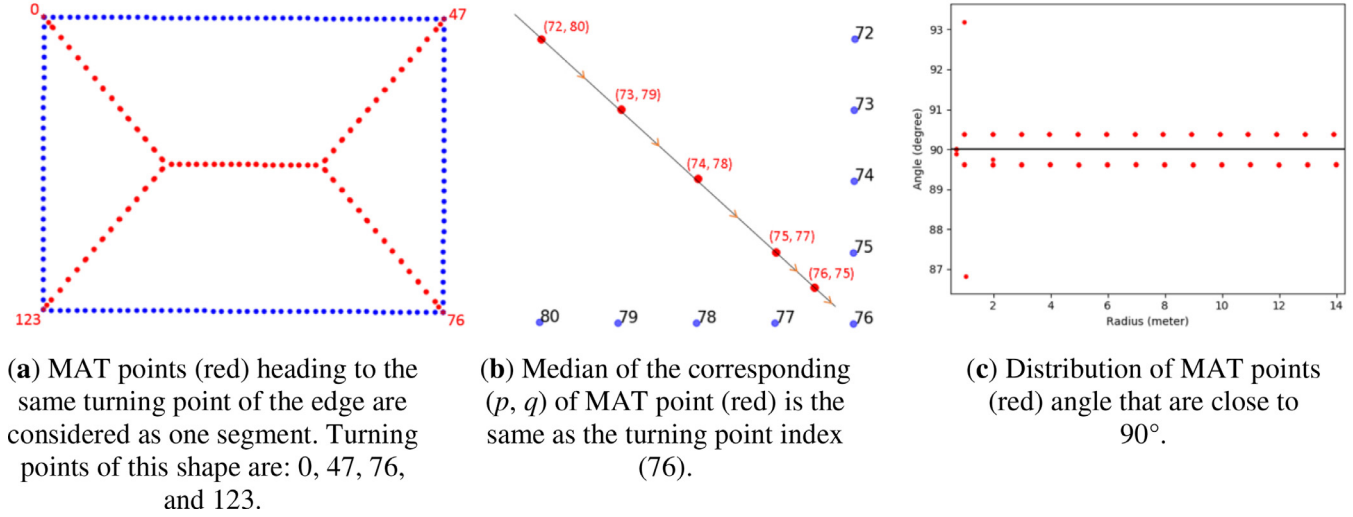 0
47
123
76
(72, 80)
72
(73, 79)
73
(74, 78)
74
(75, 77)
75
(76, 75)
80
79
78
77
76
93
92
91
90
89
88
87
Angle (degree)
2
4
6
8
10
12
14
Radius (meter)
(a) MAT points (red) heading to the
same turning point of the edge are
considered as one segment. Turning
points of this shape are: 0, 47, 76,
and 123.
(b) Median of the corresponding
(p, q) of MAT point (red) is the
same as the turning point index
(76).
(c) Distribution of MAT points
(red) angle that are close to
90°.